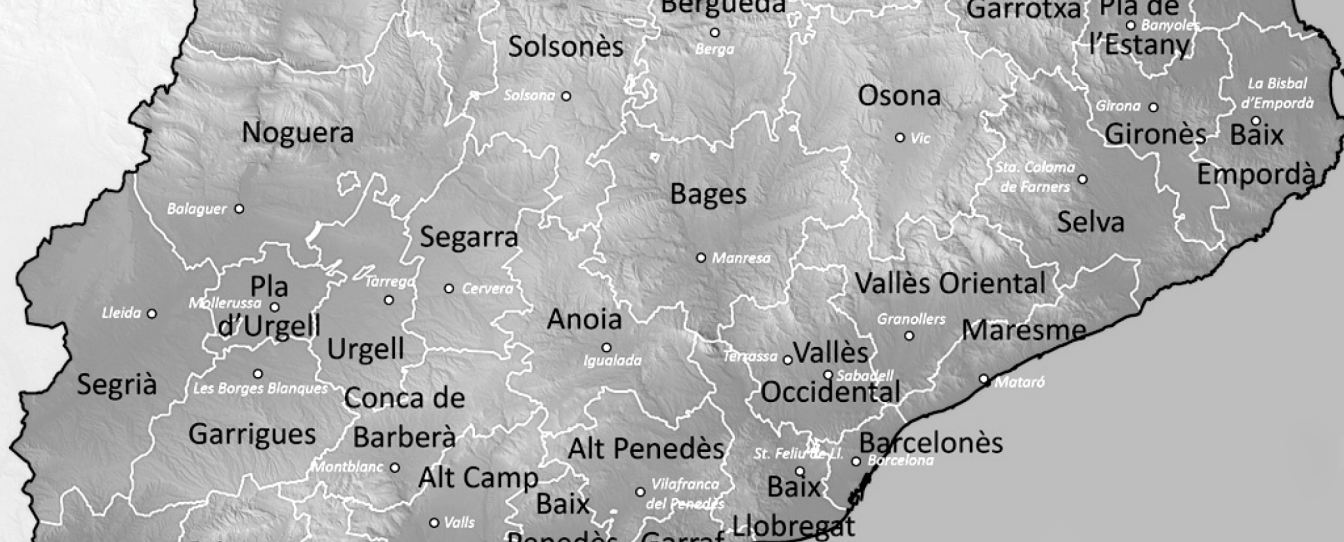 Berguedà
Garrotxa
Pla de
l'Estany
Banyoles
Solsonès
Berga
Solsona
Osona
La Bisbal
d'Empordà
Girona
Gironès
Baix
Empordà
Noguera
Vic
Sta. Coloma
de Farners
Bages
Balaguer
Selva
Segarra
Manresa
Vallès Oriental
Tàrrega
Cervera
Pla
d'Urgell
Mollerussa
Lleida
Anoia
Granollers
Maresme
Urgell
Igualada
Terrassa
Vallès
Occidental
Sabadell
Mataró
Segrià
Les Borges Blanques
Conca de
Barberà
Garrigues
Alt Penedès
St. Feliu de Ll.
Barcelonès
Barcelona
Montblanc
Alt Camp
Vilafranca
del Penedès
Baix
Llobregat
Baix
Penedès
Garraf
Valls